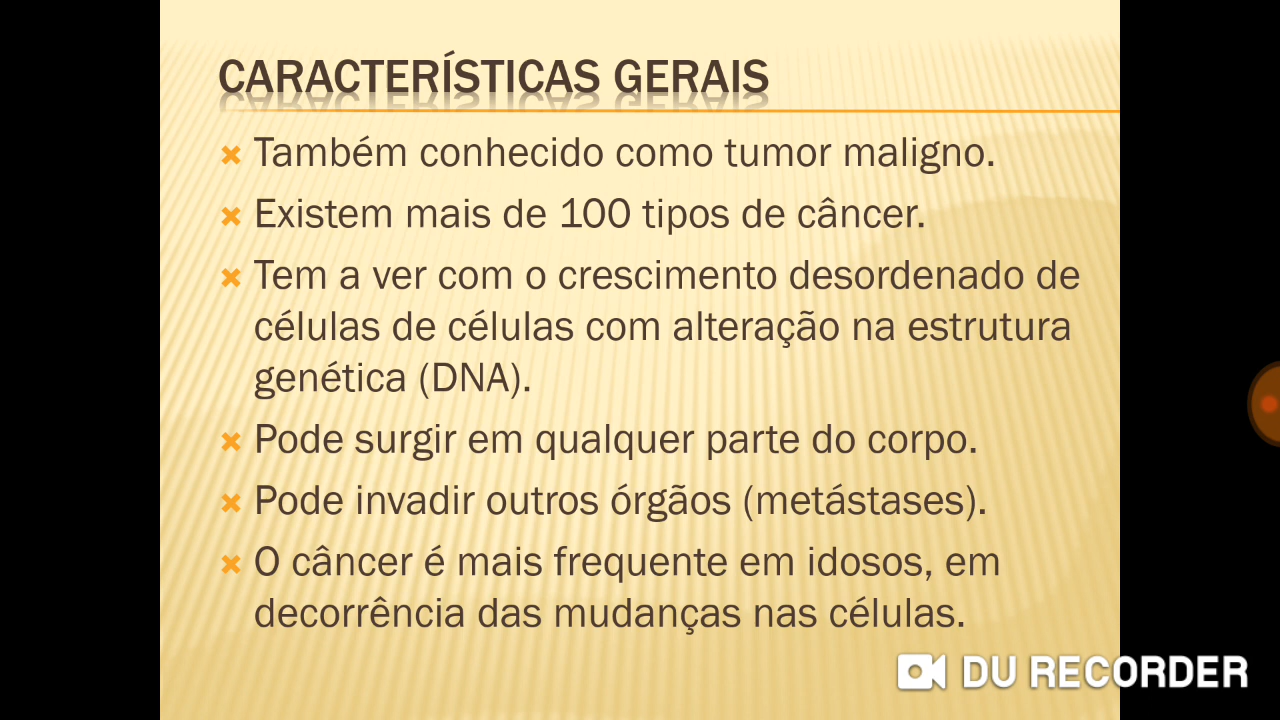 CARACTERÍSTICAS GERAIS
Também conhecido como tumor maligno.
Existem mais de 100 tipos de câncer.
Tem a ver com o crescimento desordenado de
células de células com alteração na estrutura
genética (DNA).
Pode surgir em qualquer parte do corpo.
Pode invadir outros órgãos (metástases).
O câncer é mais frequente em idosos, em
decorrência das mudanças nas células.
DU RECORDER